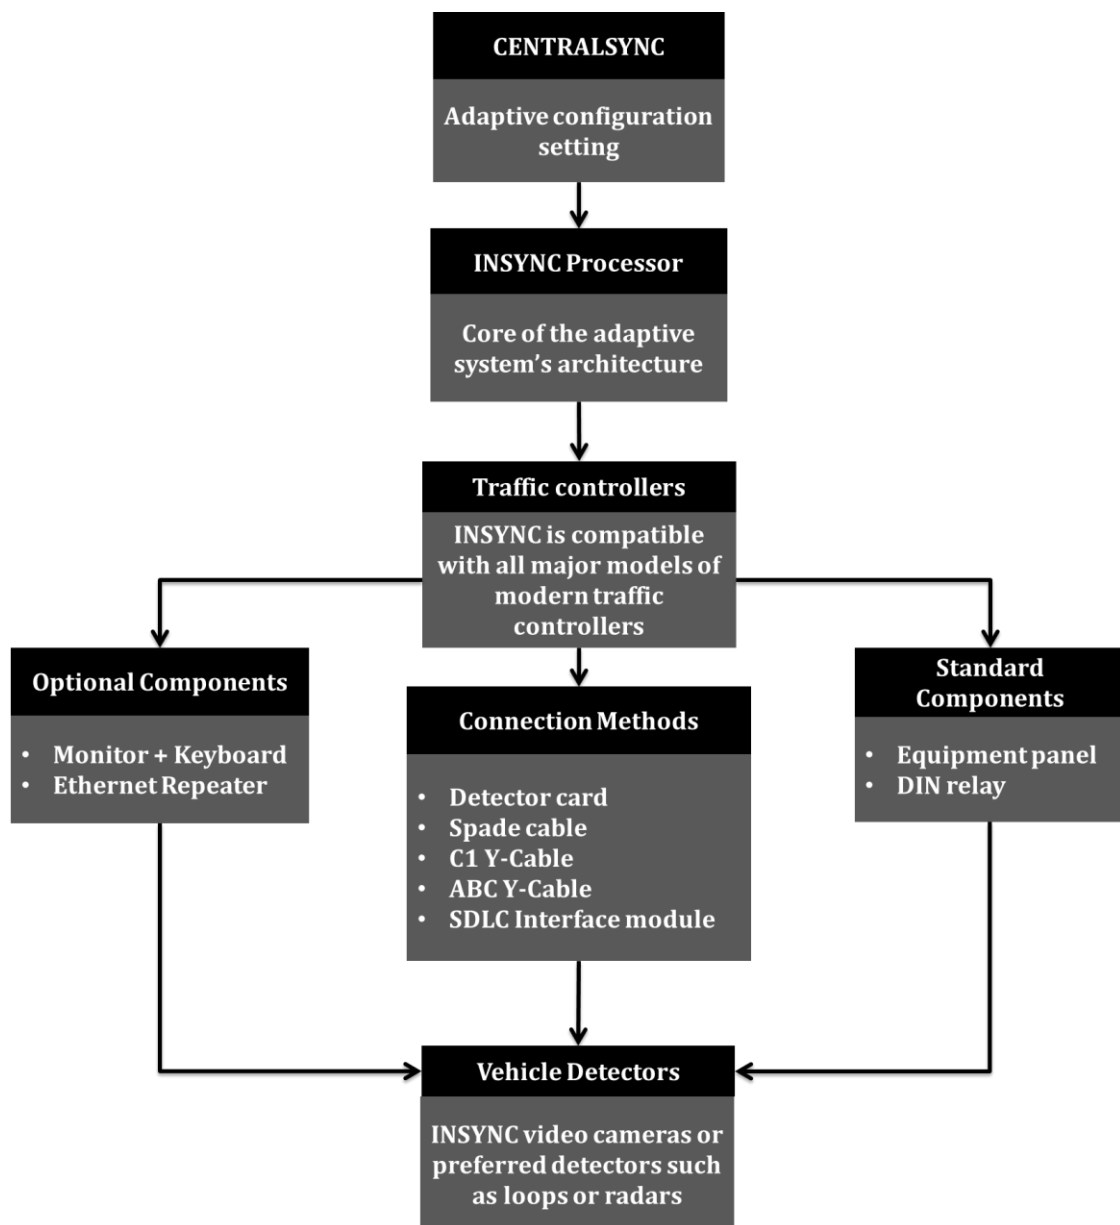 CENTRALSYNC
Adaptive configuration
setting
INSYNC Processor
Core of the adaptive
system's architecture
Traffic controllers
INSYNC is compatible
with all major models of
modern traffic
controllers
Optional Components
• Monitor + Keyboard
• Ethernet Repeater
Connection Methods
• Detector card
• Spade cable
• C1 Y-Cable
• ABC Y-Cable
• SDLC Interface module
Standard
Components
• Equipment panel
• DIN relay
Vehicle Detectors
INSYNC video cameras or
preferred detectors such
as loops or radars